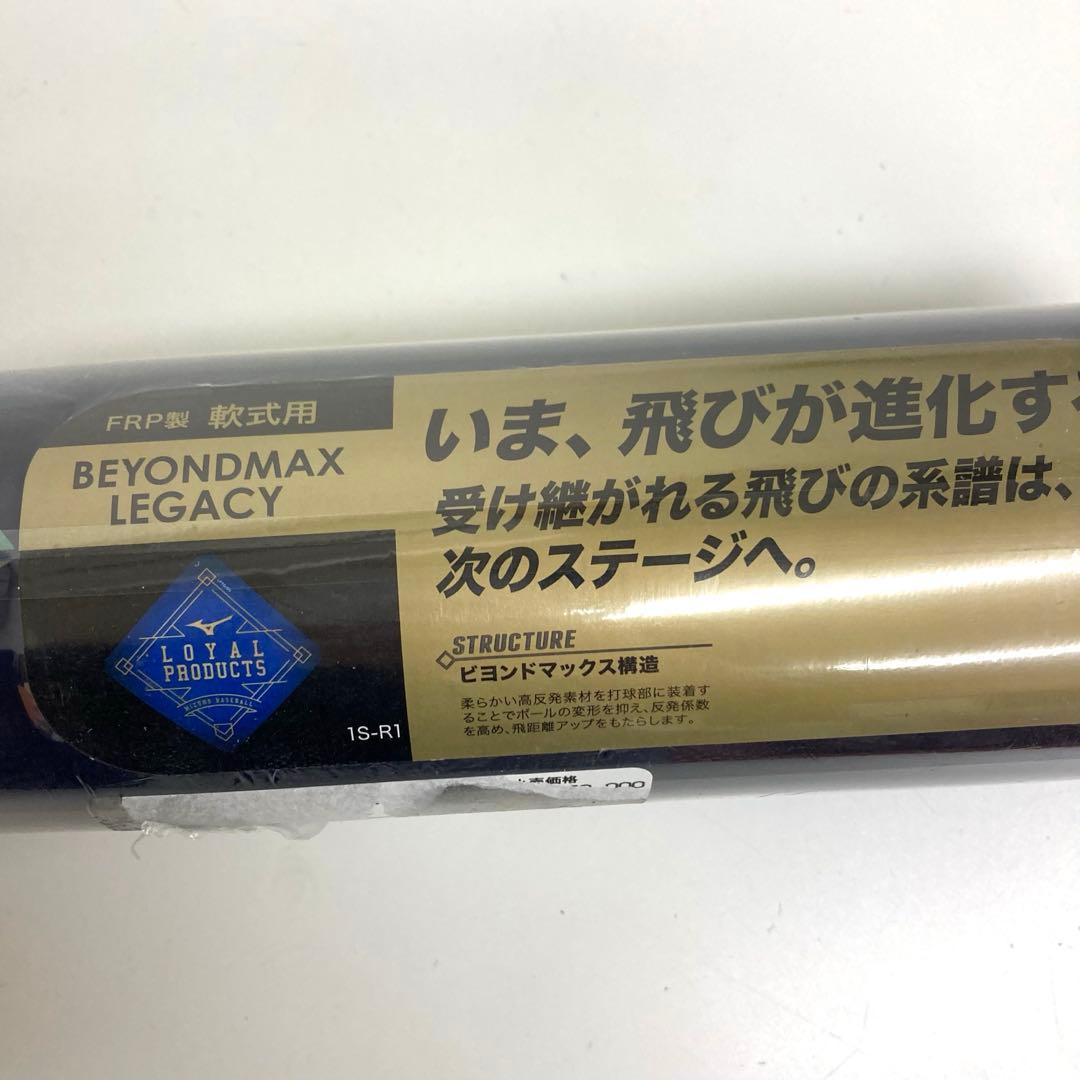 FRP製 軟式用
BEYONDMAX
LEGACY
LOYAL
PRODUCTS
MIZUNO BASEBALL
1S-R1
いま、飛びが進化す
受け継がれる飛びの系譜は、
次のステージへ。
STRUCTURE
ビヨンドマックス構造
柔らかい高反発素材を打球部に装着す
ることでボールの変形を抑え、反発係数
を高め、飛距離アップをもたらします。
売価格